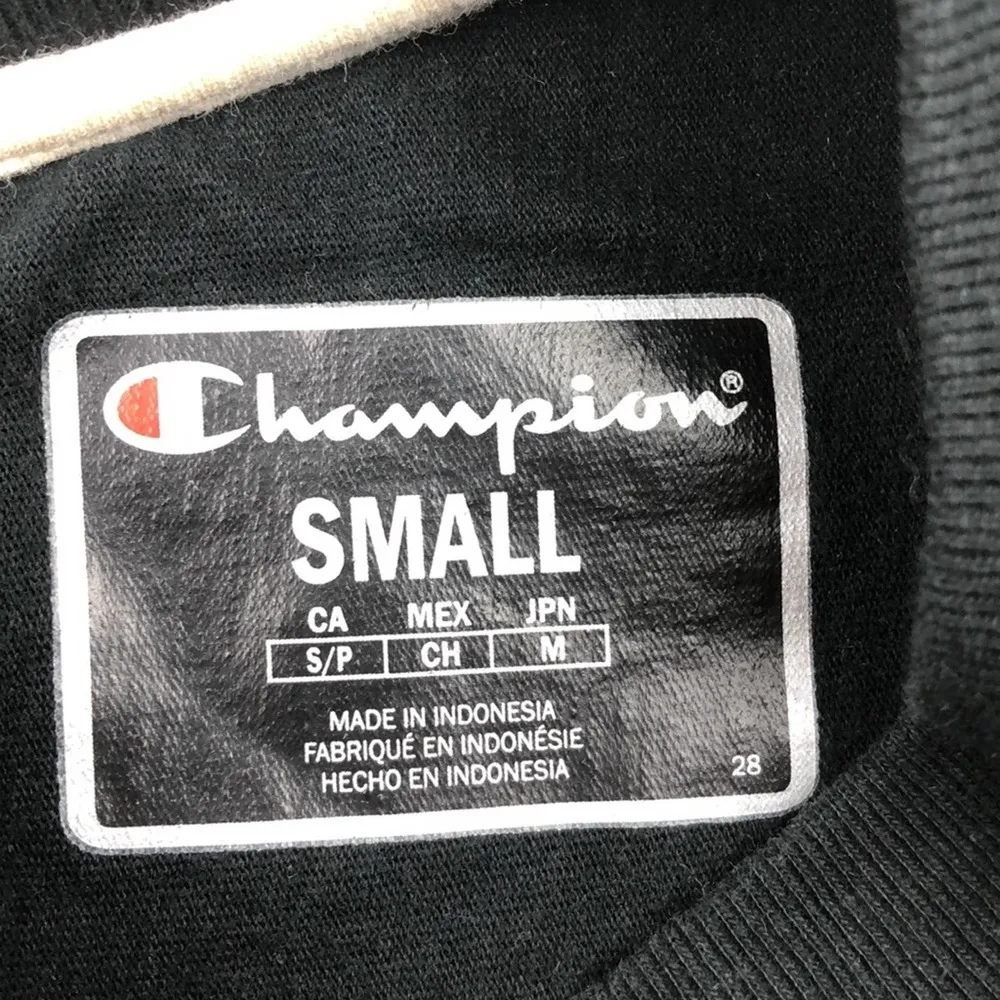 Champion®
SMALL
CA MEX JPN
S/P CH M
MADE IN INDONESIA
FABRIQUÉ EN INDONÉSIE
HECHO EN INDONESIA
28